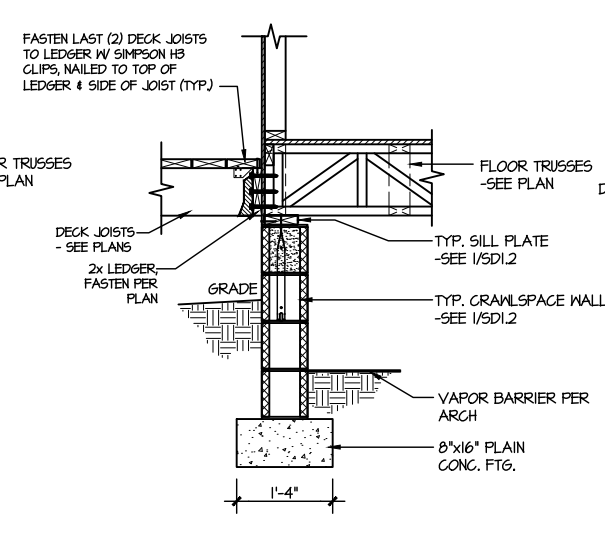 FASTEN LAST (2) DECK JOISTS
TO LEDGER W/ SIMPSON H3
CLIPS, NAILED TO TOP OF
LEDGER & SIDE OF JOIST (TYP.)
R TRUSSES
PLAN
FLOOR TRUSSES
-SEE PLAN
D
DECK JOISTS
- SEE PLANS
TYP. SILL PLATE
-SEE 1/SD1.2
2x LEDGER,
FASTEN PER
PLAN
GRADE
TYP. CRAWLSPACE WALL
-SEE 1/SD1.2
VAPOR BARRIER PER
ARCH
8"x16" PLAIN
CONC. FTG.
1'-4"